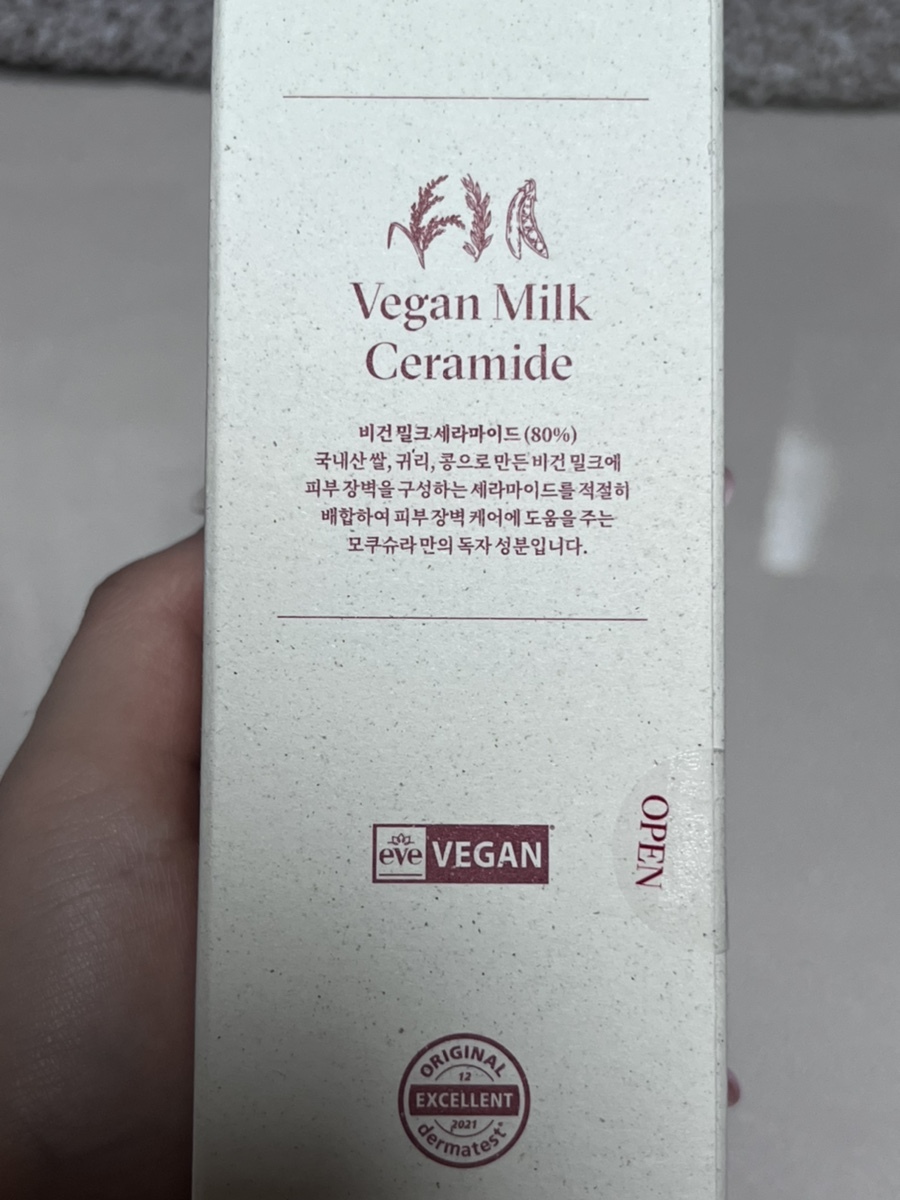 Vegan Milk
Ceramide
비건 밀크 세라마이드 (80%)
국내산 쌀, 귀리, 콩으로 만든 비건 밀크에
피부 장벽을 구성하는 세라마이드를 적절히
배합하여 피부 장벽 케어에 도움을 주는
모쿠슈라 만의 독자 성분입니다.
eve VEGAN®
OPEN
ORIGINAL
12
EXCELLENT
2021
dermatest®